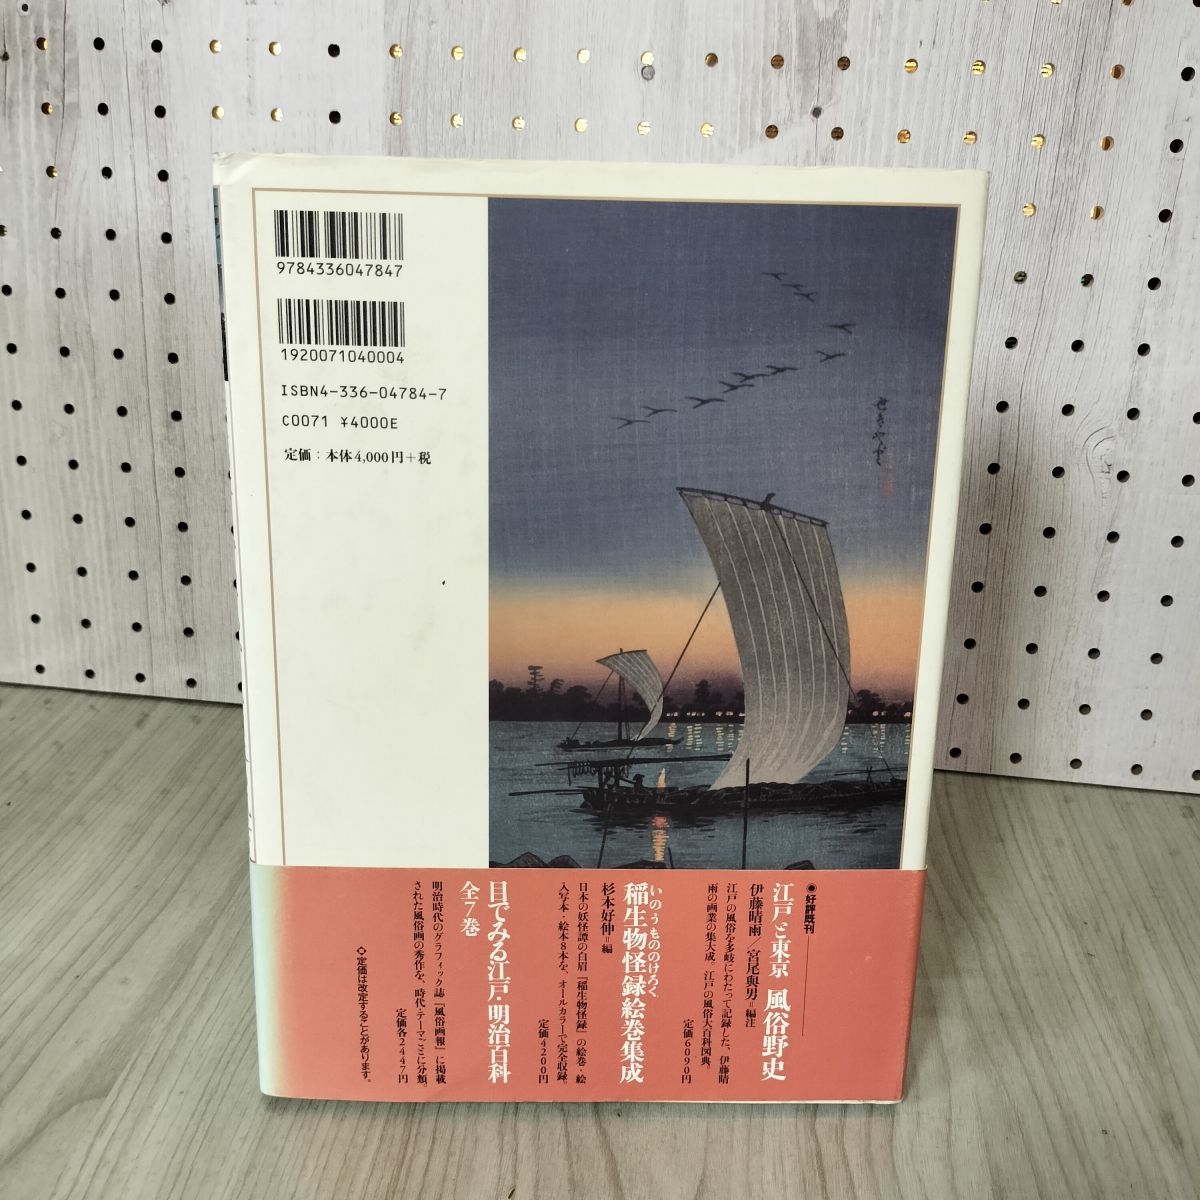 9784336047847
1920071040004
ISBN4-336-04784-7
C0071 ¥4000E
定価：本体4,000円＋税
せきやど
●好評既刊
江戸と東京 風俗野史
伊藤晴雨／宮尾與男＝編注
江戸の風俗を多岐にわたって記録した、伊藤晴
雨の画業の集大成。江戸の風俗大百科図典。
定価6090円
いのうもののけろく
稲生物怪録絵巻集成
杉本好伸＝編
日本の妖怪譚の白眉『稲生物怪録』の絵巻・絵
入写本・絵本8本を、オールカラーで完全収録。
定価4200円
目でみる江戸・明治百科
全7巻
明治時代のグラフィック誌『風俗画報』に掲載
された風俗画の秀作を、時代・テーマごとに分類。
定価各2447円
◇定価は改定することがあります。